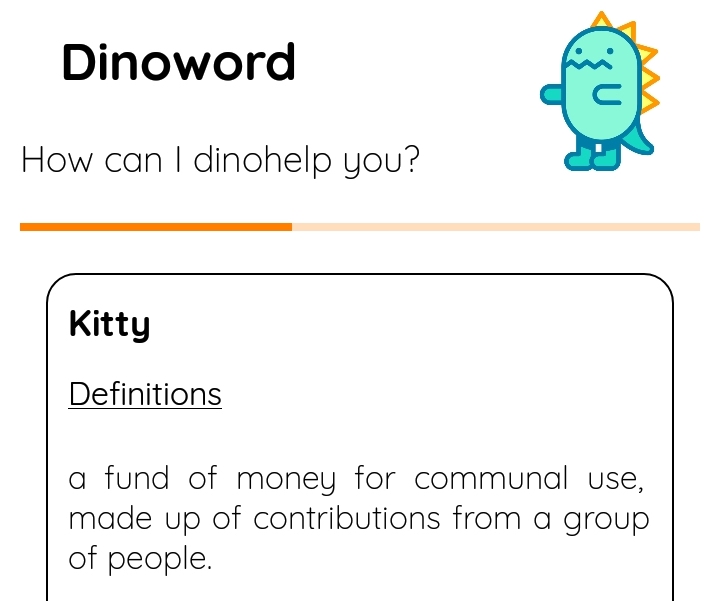 Dinoword
How can I dinohelp you?
Kitty
Definitions
a fund of money for communal use,
made up of contributions from a group
of people.